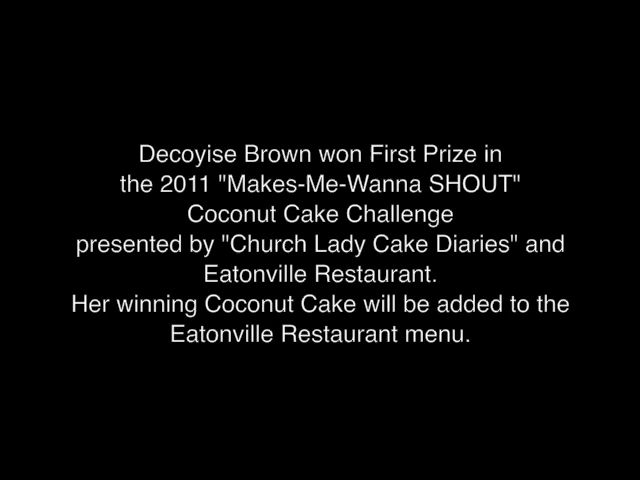 Decoyise Brown won First Prize in
the 2011 "Makes-Me-Wanna SHOUT"
Coconut Cake Challenge
presented by "Church Lady Cake Diaries" and
Eatonville Restaurant.
Her winning Coconut Cake will be added to the
Eatonville Restaurant menu.